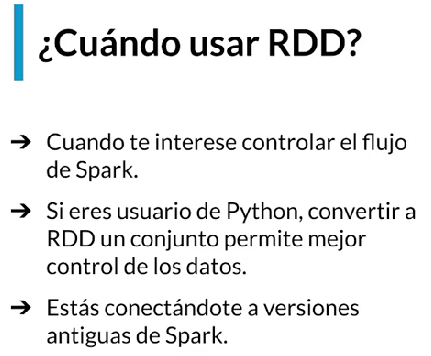 ¿Cuándo usar RDD?
➔ Cuando te interese controlar el flujo
de Spark.
➔ Si eres usuario de Python, convertir a
RDD un conjunto permite mejor
control de los datos.
➔ Estás conectándote a versiones
antiguas de Spark.